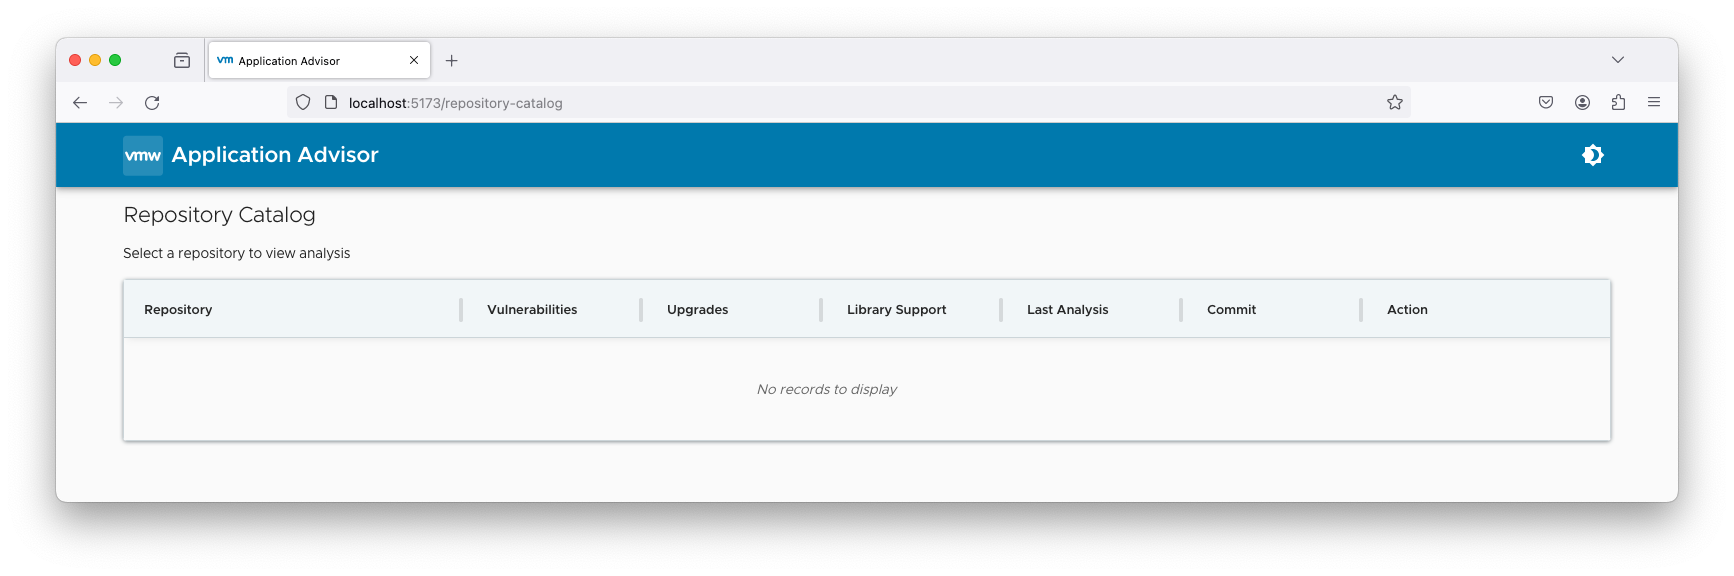 vm Application Advisor
localhost:5173/repository-catalog
vmw Application Advisor
Repository Catalog
Select a repository to view analysis
Repository Vulnerabilities Upgrades Library Support Last Analysis Commit Action
No records to display